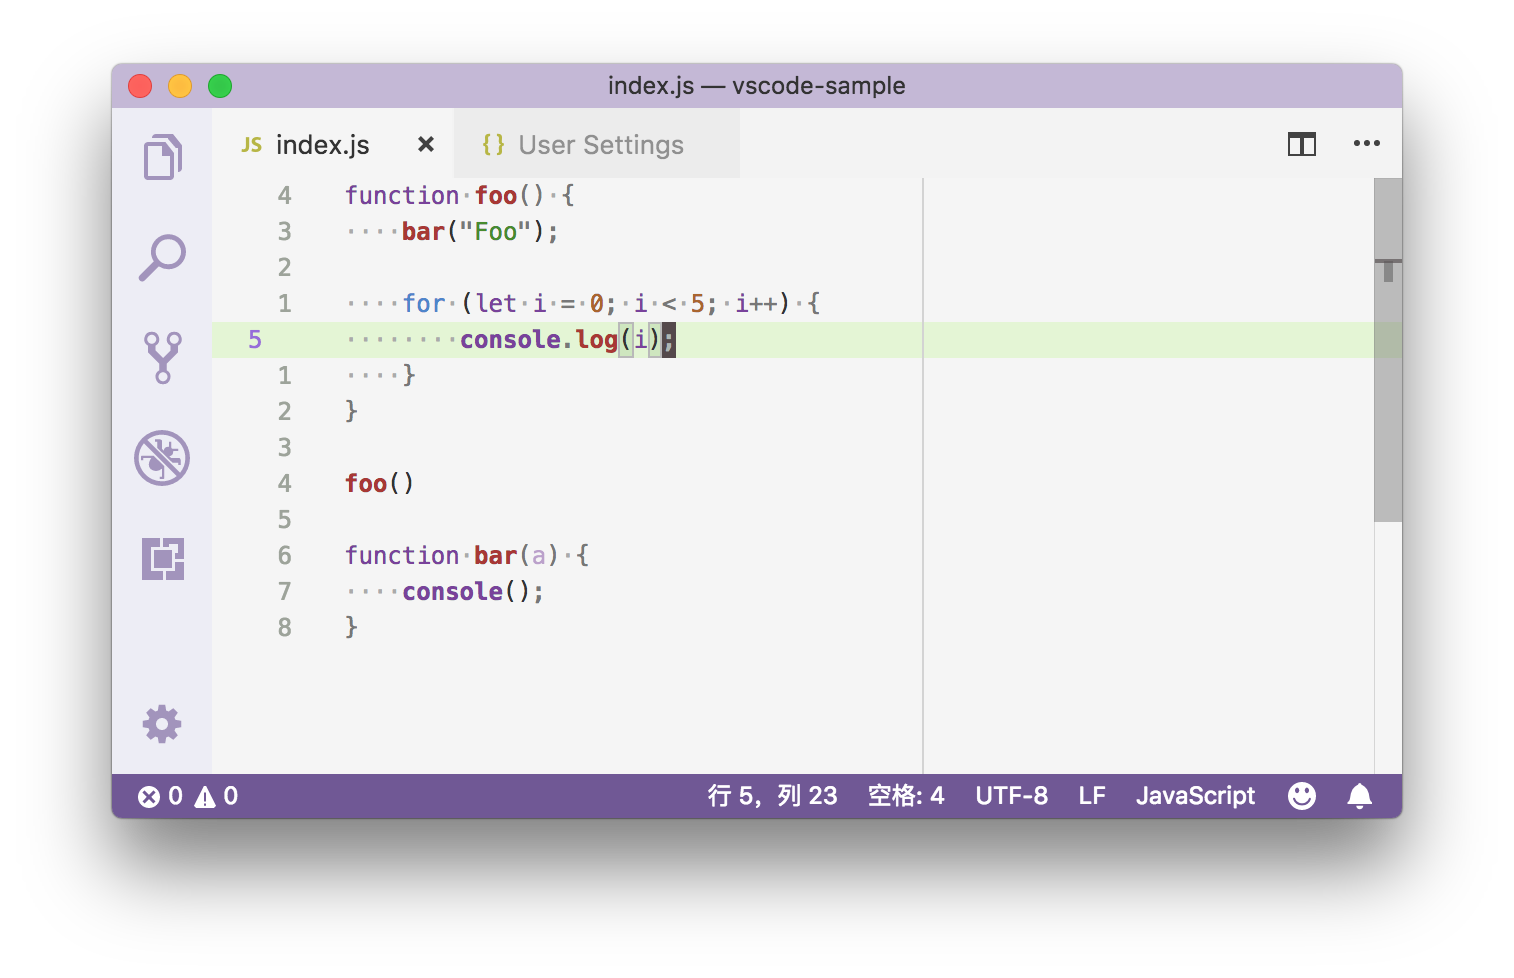 index.js — vscode-sample
JS index.js × {} User Settings •••
4 function·foo()·{
3 ····bar("Foo");
2
1 ····for·(let·i·=·0;·i·<·5;·i++)·{
5 ········console.log(i);
1 ····}
2 }
3
4 foo()
5
6 function·bar(a)·{
7 ····console();
8 }
0 0 行 5，列 23 空格: 4 UTF-8 LF JavaScript